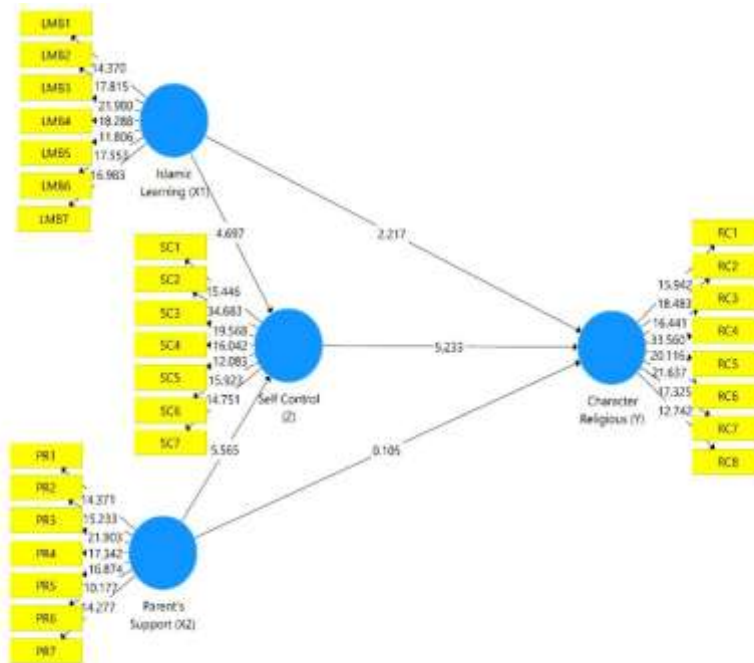 LMB1
LMB2
LMB3
LMB4
LMB5
LMB6
LMB7
14.370
17.815
21.980
18.288
11.806
17.353
16.983
Islamic
Learning (X1)
4.697
2.217
SC1
SC2
SC3
SC4
SC5
SC6
SC7
15.446
34.683
19.568
16.042
12.083
15.923
14.751
Self Control
(Z)
5.233
RC1
RC2
RC3
RC4
RC5
RC6
RC7
RC8
15.942
18.483
16.441
33.560
20.116
21.637
17.325
12.742
Character
Religious (Y)
5.565
0.105
PR1
PR2
PR3
PR4
PR5
PR6
PR7
14.371
15.233
21.903
17.342
16.874
10.177
14.277
Parent's
Support (X2)